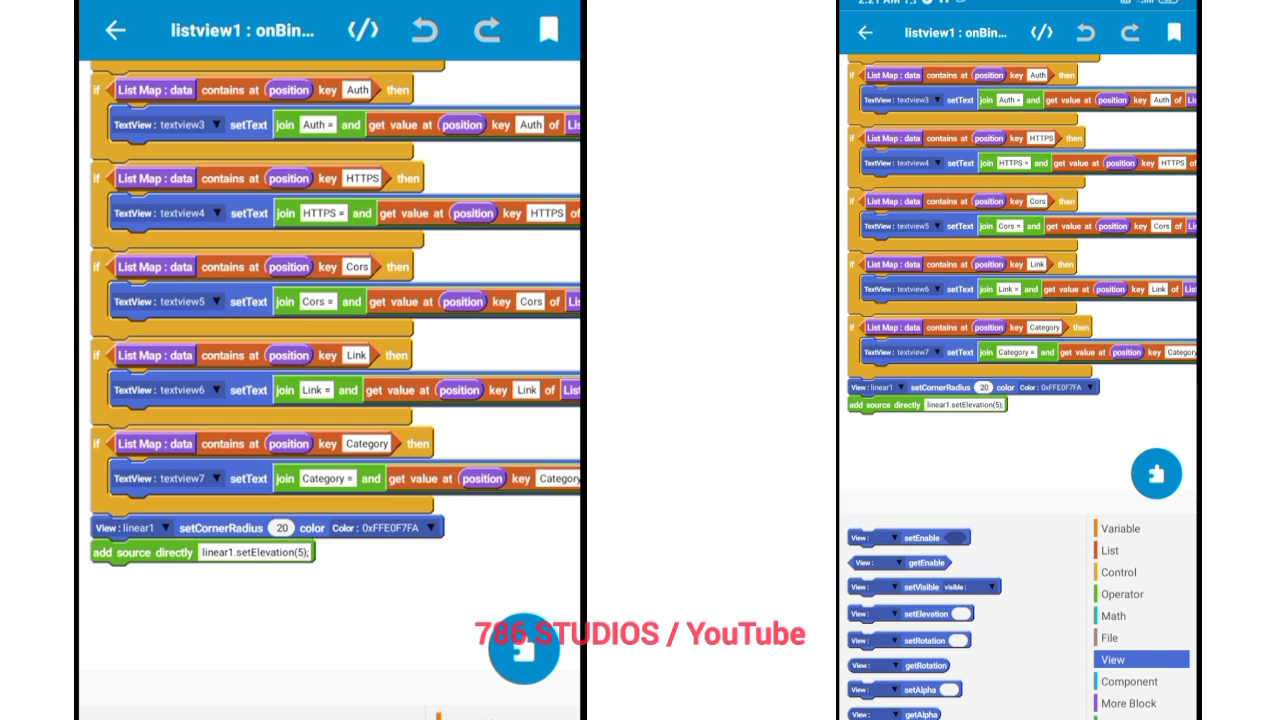 listview1 : onBin...
if List Map : data contains at position key Auth then
TextView : textview3 setText join Auth = and get value at position key Auth of
if List Map : data contains at position key HTTPS then
TextView : textview4 setText join HTTPS = and get value at position key HTTPS of
if List Map : data contains at position key Cors then
TextView : textview5 setText join Cors = and get value at position key Cors of
if List Map : data contains at position key Link then
TextView : textview6 setText join Link = and get value at position key Link of
if List Map : data contains at position key Category then
TextView : textview7 setText join Category = and get value at position key Category
View : linear1 setCornerRadius 20 color Color : 0xFFE0F7FA
add source directly linear1.setElevation(5);
786 STUDIOS / YouTube
listview1 : onBin...
if List Map : data contains at position key Auth then
TextView : textview3 setText join Auth = and get value at position key Auth of
if List Map : data contains at position key HTTPS then
TextView : textview4 setText join HTTPS = and get value at position key HTTPS of
if List Map : data contains at position key Cors then
TextView : textview5 setText join Cors = and get value at position key Cors of
if List Map : data contains at position key Link then
TextView : textview6 setText join Link = and get value at position key Link of
if List Map : data contains at position key Category then
TextView : textview7 setText join Category = and get value at position key Category
View : linear1 setCornerRadius 20 color Color : 0xFFE0F7FA
add source directly linear1.setElevation(5);
View : setEnable
View : getEnable
View : setVisible visible :
View : setElevation
View : setRotation
View : getRotation
View : setAlpha
View : getAlpha
Variable
List
Control
Operator
Math
File
View
Component
More Block